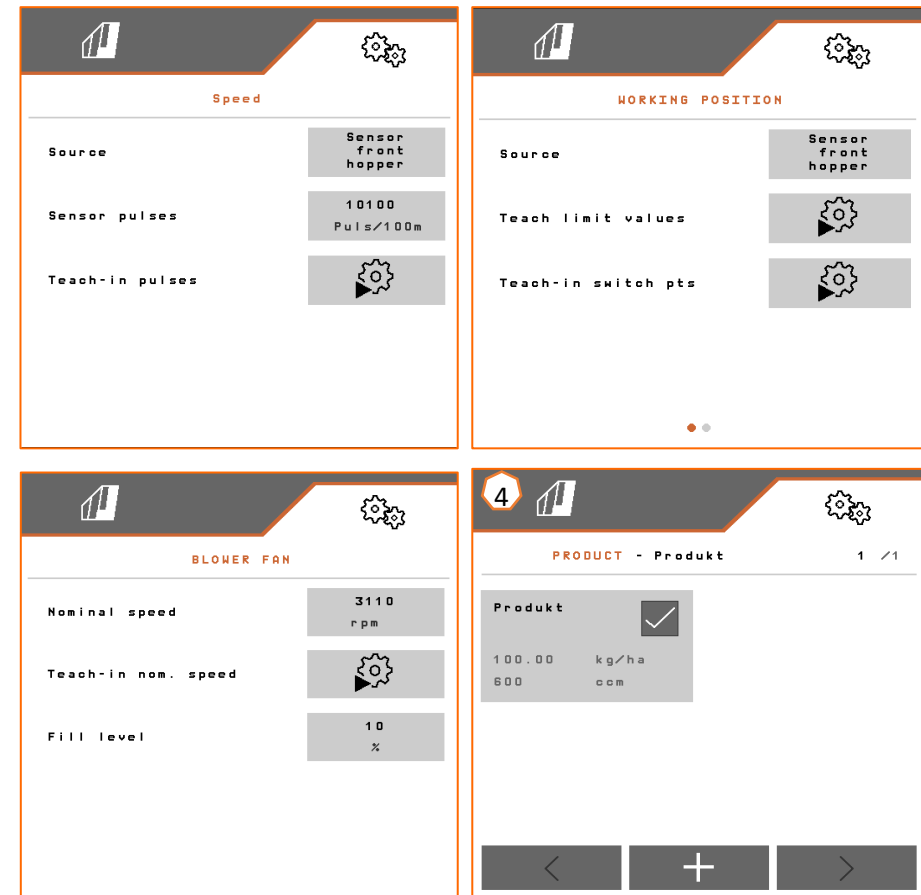 Speed
Source
Sensor
front
hopper
Sensor pulses
10100
Puls/100m
Teach-in pulses
WORKING POSITION
Source
Sensor
front
hopper
Teach limit values
Teach-in switch pts
BLOWER FAN
Nominal speed
3110
rpm
Teach-in nom. speed
Fill level
10
%
4
PRODUCT - Produkt 1 /1
Produkt
100.00 kg/ha
600 ccm